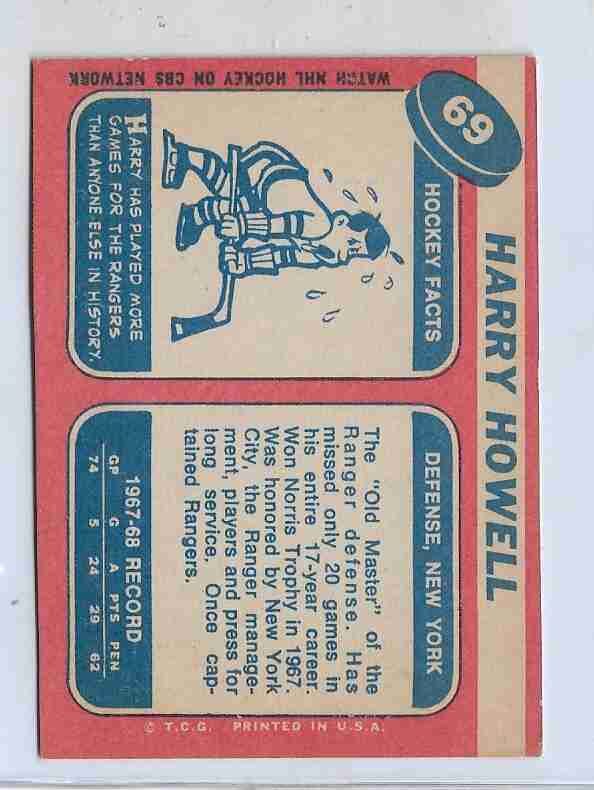 69
HARRY HOWELL
HOCKEY FACTS
HARRY HAS PLAYED MORE
GAMES FOR THE RANGERS
THAN ANYONE ELSE IN HISTORY.
WATCH NHL HOCKEY ON CBS NETWORK
DEFENSE, NEW YORK
The "Old Master" of the
Ranger defense. Has
missed only 20 games in
his entire 17-year career.
Won Norris Trophy in 1967.
Was honored by New York
City, the Ranger manage-
ment, players and press for
long service. Once cap-
tained Rangers.
1967-68 RECORD
GP G A PTS PEN
74 5 24 29 62
© T.C.G. PRINTED IN U.S.A.